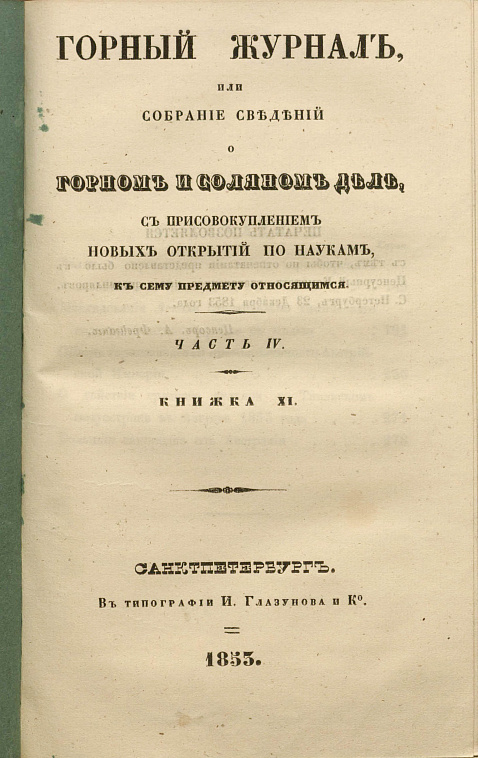 ГОРНЫЙ ЖУРНАЛЪ,
ИЛИ
СОБРАНІЕ СВѢДѢНІЙ
О
ГОРНОМЪ И СОЛЯНОМЪ ДѢЛѢ,
СЪ ПРИСОВОКУПЛЕНІЕМЪ
НОВЫХЪ ОТКРЫТІЙ ПО НАУКАМЪ,
КЪ СЕМУ ПРЕДМЕТУ ОТНОСЯЩИМСЯ.
ЧАСТЬ IV.
КНИЖКА XI.
САНКТПЕТЕРБУРГЪ.
Въ типографіи И. Глазунова и Кº.
1853.